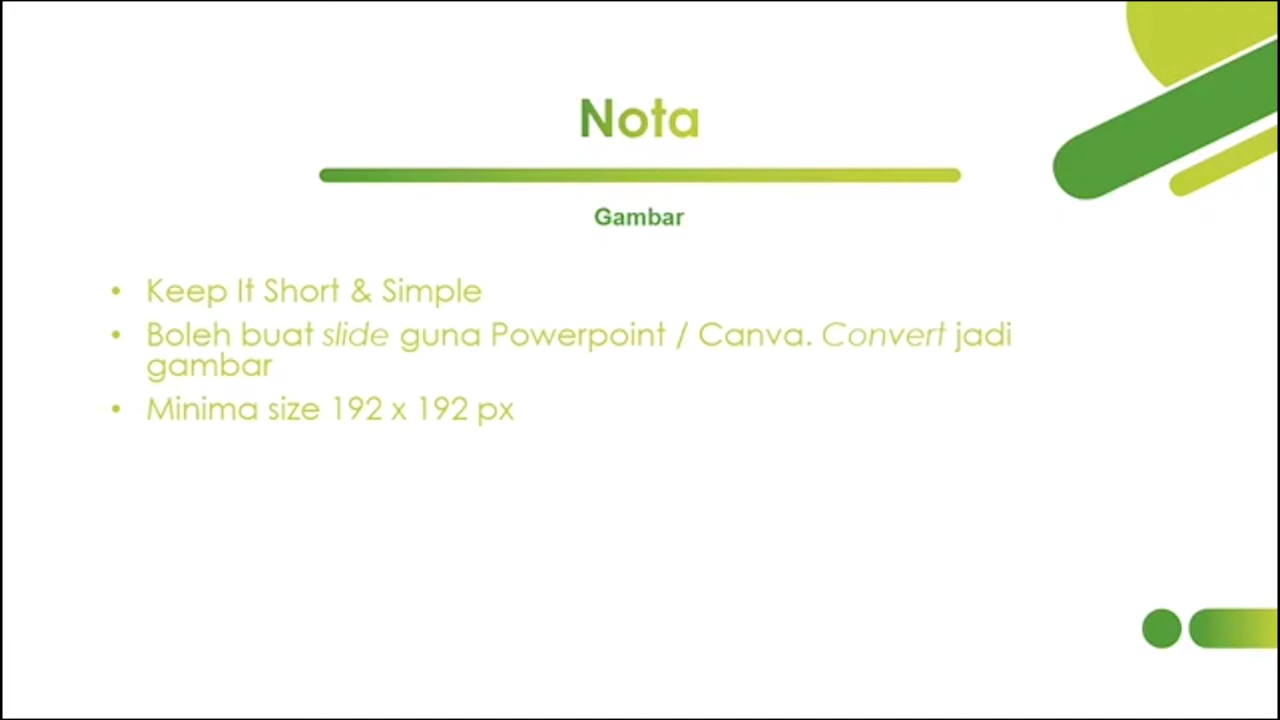 Nota
Gambar
• Keep It Short & Simple
• Boleh buat slide guna Powerpoint / Canva. Convert jadi
gambar
• Minima size 192 x 192 px